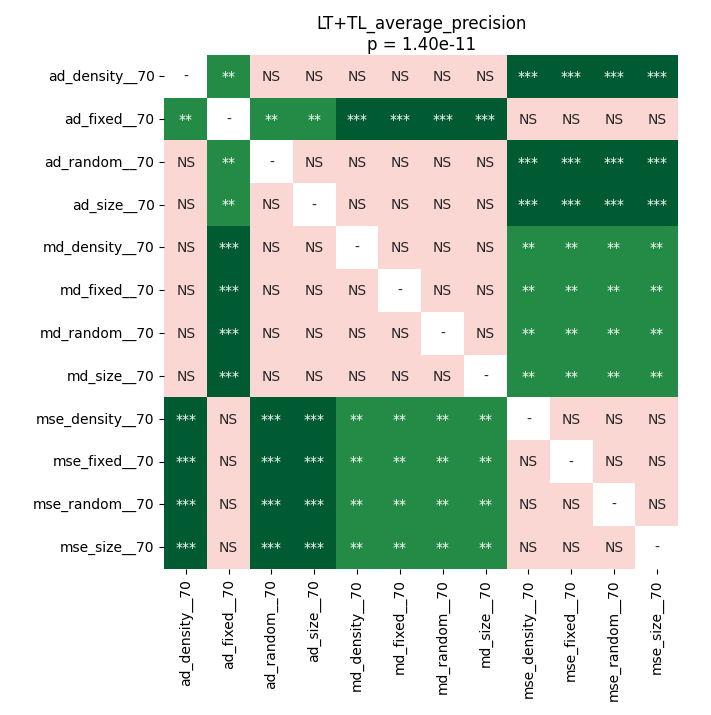 LT+TL_average_precision
p = 1.40e-11
ad_density__70 - ** NS NS NS NS NS NS *** *** *** ***
ad_fixed__70 ** - ** ** *** *** *** *** NS NS NS NS
ad_random__70 NS ** - NS NS NS NS NS *** *** *** ***
ad_size__70 NS ** NS - NS NS NS NS *** *** *** ***
md_density__70 NS *** NS NS - NS NS NS ** ** ** **
md_fixed__70 NS *** NS NS NS - NS NS ** ** ** **
md_random__70 NS *** NS NS NS NS - NS ** ** ** **
md_size__70 NS *** NS NS NS NS NS - ** ** ** **
mse_density__70 *** NS *** *** ** ** ** ** - NS NS NS
mse_fixed__70 *** NS *** *** ** ** ** ** NS - NS NS
mse_random__70 *** NS *** *** ** ** ** ** NS NS - NS
mse_size__70 *** NS *** *** ** ** ** ** NS NS NS -
ad_density__70
ad_fixed__70
ad_random__70
ad_size__70
md_density__70
md_fixed__70
md_random__70
md_size__70
mse_density__70
mse_fixed__70
mse_random__70
mse_size__70